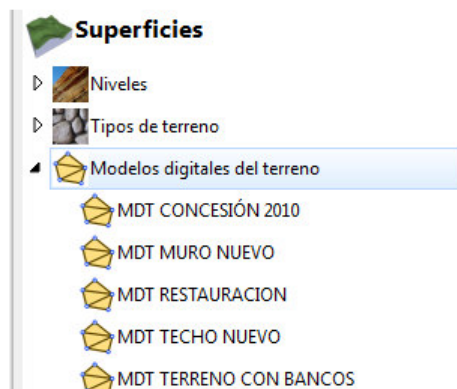 Superficies
Niveles
Tipos de terreno
Modelos digitales del terreno
MDT CONCESIÓN 2010
MDT MURO NUEVO
MDT RESTAURACION
MDT TECHO NUEVO
MDT TERRENO CON BANCOS